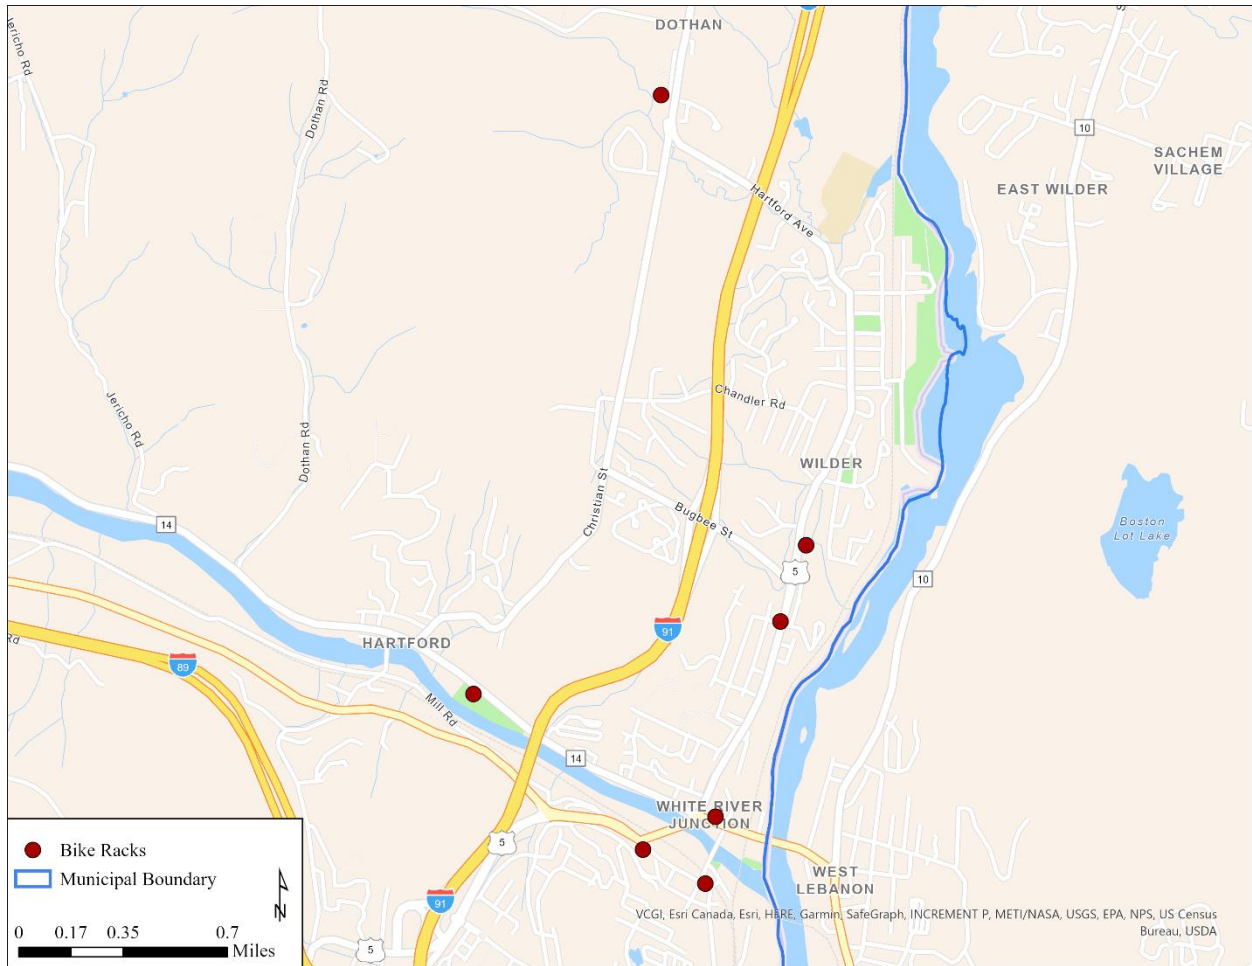 DOTHAN
Jericho Rd
Dothan Rd
10
SACHEM
VILLAGE
EAST WILDER
Hartford Ave
Chandler Rd
Jericho Rd
Dothan Rd
WILDER
Christian St
Bugbee St
14
Boston
Lot Lake
5
10
91
HARTFORD
89
Rd
Mill Rd
14
WHITE RIVER
JUNCTION
5
WEST
LEBANON
91
5
Bike Racks
Municipal Boundary
N
0 0.17 0.35 0.7
Miles
VCGI, Esri Canada, Esri, HERE, Garmin, SafeGraph, INCREMENT P, METI/NASA, USGS, EPA, NPS, US Census
Bureau, USDA